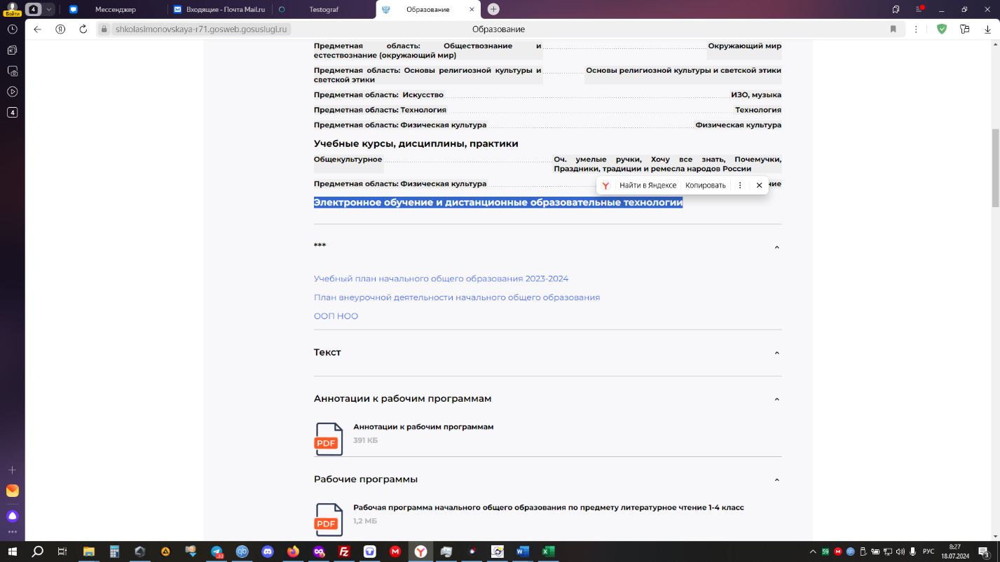 4
Мессенджер
Входящие - Почта Mail.ru
Testograf
Образование
Войти
shkolasimonovskaya-r71.gosweb.gosuslugi.ru
Образование
4
Предметная область: Обществознание и
естествознание (окружающий мир)
Окружающий мир
Предметная область: Основы религиозной культуры и
светской этики
Основы религиозной культуры и светской этики
Предметная область: Искусство
ИЗО, музыка
Предметная область: Технология
Технология
Предметная область: Физическая культура
Физическая культура
Учебные курсы, дисциплины, практики
Общекультурное
Оч. умелые ручки, Хочу все знать, Почемучки,
Праздники, традиции и ремесла народов России
Предметная область: Физическая культура
ние
Найти в Яндексе Копировать
Электронное обучение и дистанционные образовательные технологии
***
Учебный план начального общего образования 2023-2024
План внеурочной деятельности начального общего образования
ООП НОО
Текст
Аннотации к рабочим программам
PDF
Аннотации к рабочим программам
391 КБ
Рабочие программы
PDF
Рабочая программа начального общего образования по предмету литературное чтение 1-4 класс
1,2 МБ
59
РУС
8:27
18.07.2024
3